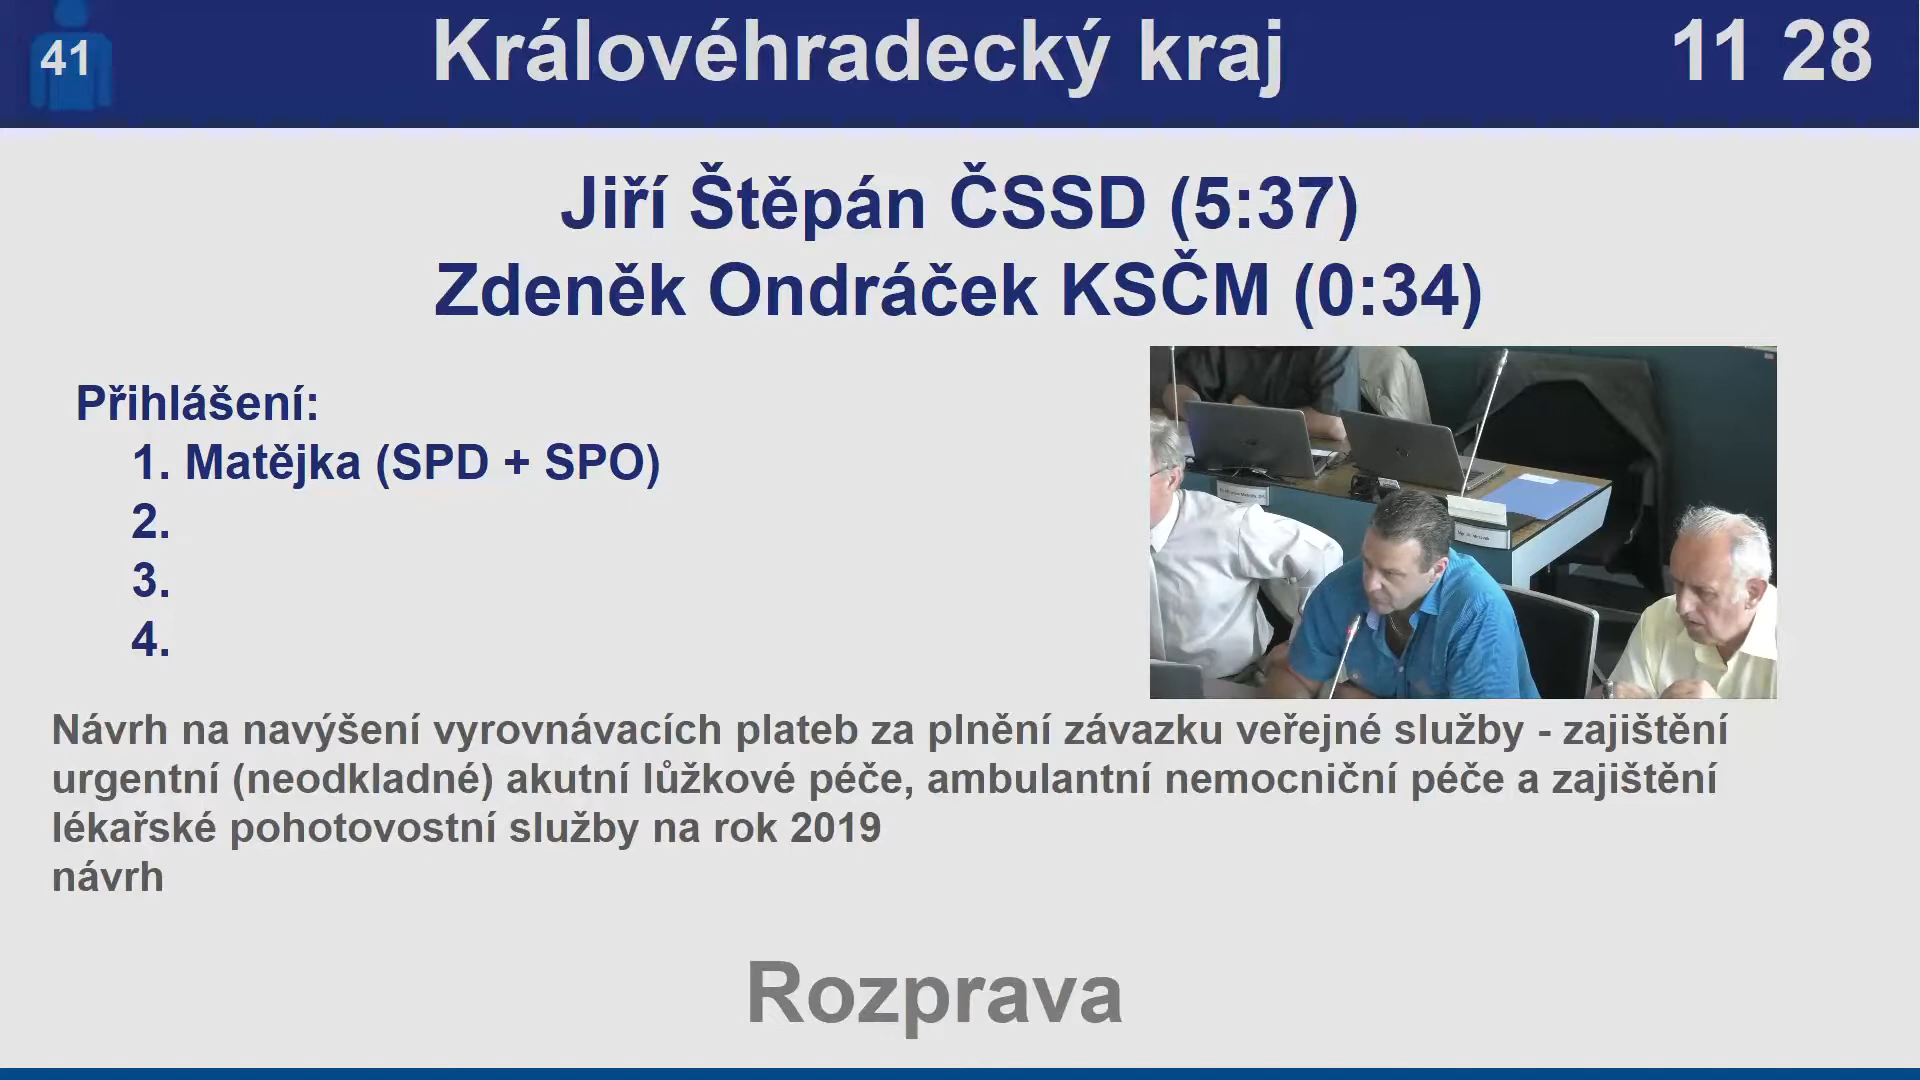 41
Královéhradecký kraj
11 28
Jiří Štěpán ČSSD (5:37)
Zdeněk Ondráček KSČM (0:34)
Přihlášení:
1. Matějka (SPD + SPO)
2.
3.
4.
Návrh na navýšení vyrovnávacích plateb za plnění závazku veřejné služby - zajištění
urgentní (neodkladné) akutní lůžkové péče, ambulantní nemocniční péče a zajištění
lékařské pohotovostní služby na rok 2019
návrh
Rozprava